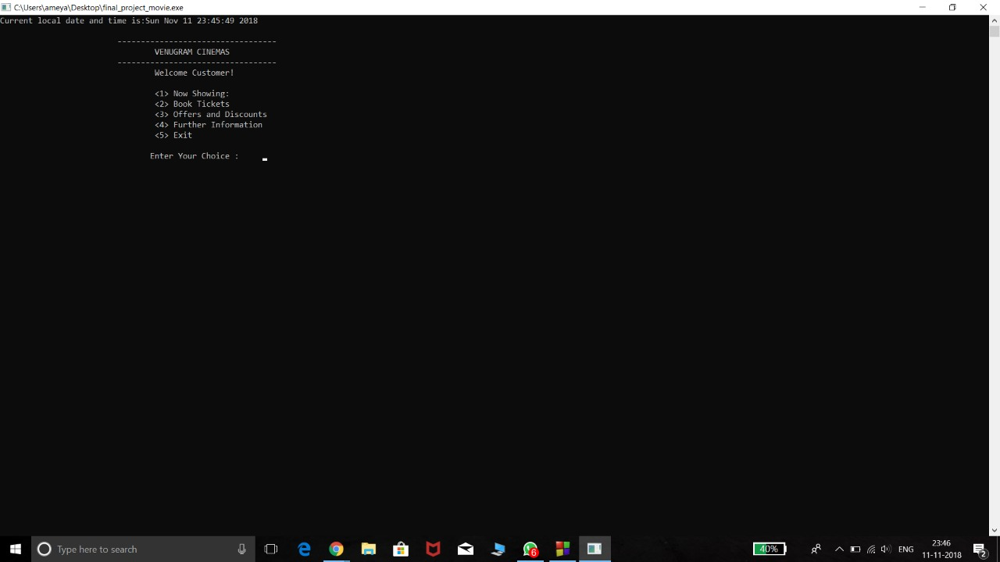 C:\Users\ameya\Desktop\final_project_movie.exe
Current local date and time is:Sun Nov 11 23:45:49 2018
----------------------------------
VENUGRAM CINEMAS
----------------------------------
Welcome Customer!
<1> Now Showing:
<2> Book Tickets
<3> Offers and Discounts
<4> Further Information
<5> Exit
Enter Your Choice :
Type here to search
6
40%
ENG
23:46
11-11-2018
2